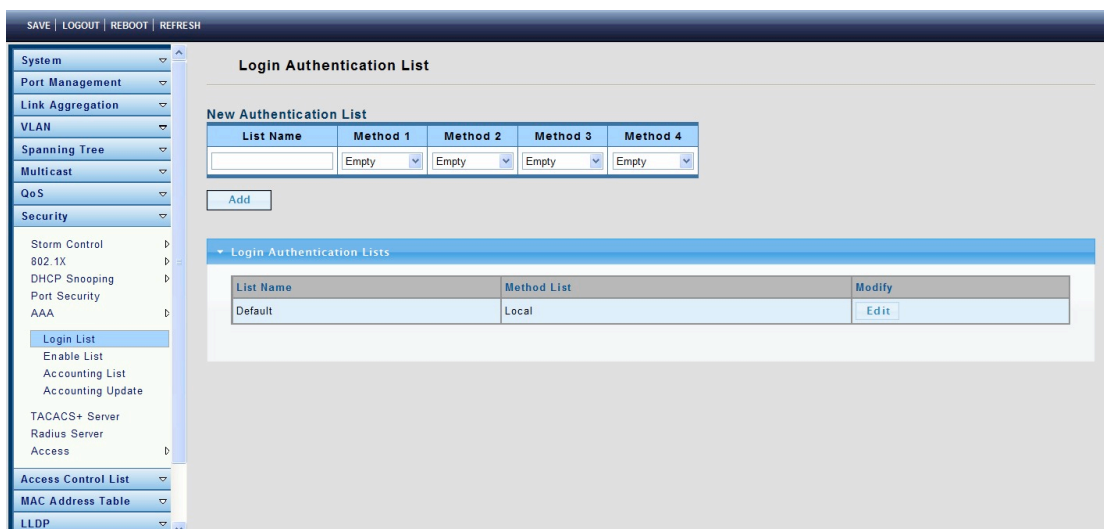 SAVE | LOGOUT | REBOOT | REFRESH
System
Port Management
Link Aggregation
VLAN
Spanning Tree
Multicast
QoS
Security
Storm Control
802.1X
DHCP Snooping
Port Security
AAA
Login List
Enable List
Accounting List
Accounting Update
TACACS+ Server
Radius Server
Access
Access Control List
MAC Address Table
LLDP
Login Authentication List
New Authentication List
List Name Method 1 Method 2 Method 3 Method 4
Empty Empty Empty Empty
Add
Login Authentication Lists
List Name Method List Modify
Default Local Edit